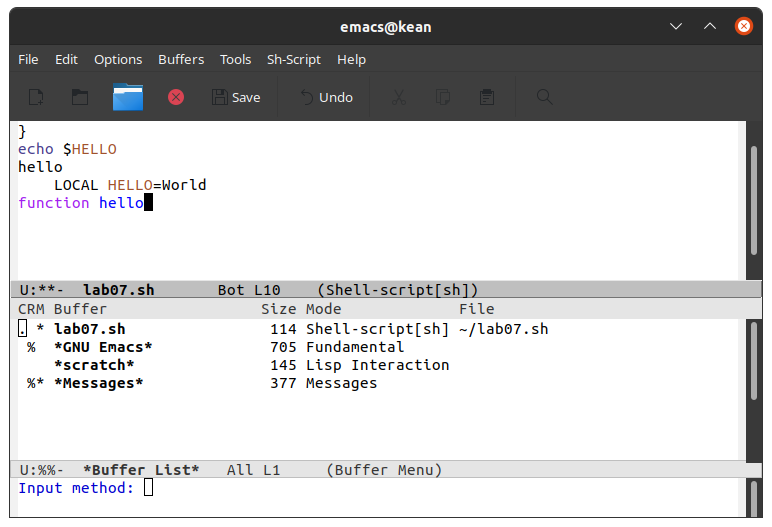 emacs@kean
File Edit Options Buffers Tools Sh-Script Help
Save Undo
}
echo $HELLO
hello
    LOCAL HELLO=World
function hello
U:**-  lab07.sh       Bot L10    (Shell-script[sh])
CRM Buffer                 Size Mode             File
. * lab07.sh                114 Shell-script[sh] ~/lab07.sh
 %  *GNU Emacs*             705 Fundamental
    *scratch*               145 Lisp Interaction
 %* *Messages*              377 Messages
U:%%-  *Buffer List*   All L1     (Buffer Menu)
Input method: